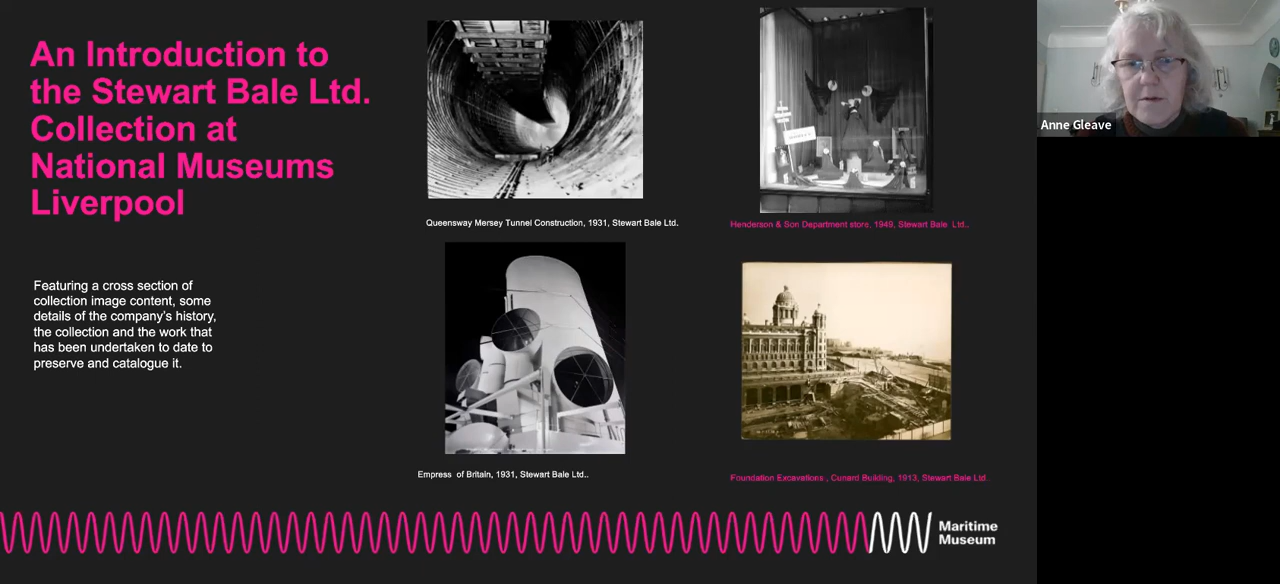 An Introduction to
the Stewart Bale Ltd.
Collection at
National Museums
Liverpool
Featuring a cross section of
collection image content, some
details of the company's history,
the collection and the work that
has been undertaken to date to
preserve and catalogue it.
Queensway Mersey Tunnel Construction, 1931, Stewart Bale Ltd.
Henderson & Son Department store, 1949, Stewart Bale Ltd..
Empress of Britain, 1931, Stewart Bale Ltd..
Foundation Excavations , Cunard Building, 1913, Stewart Bale Ltd.
Maritime
Museum
Anne Gleave